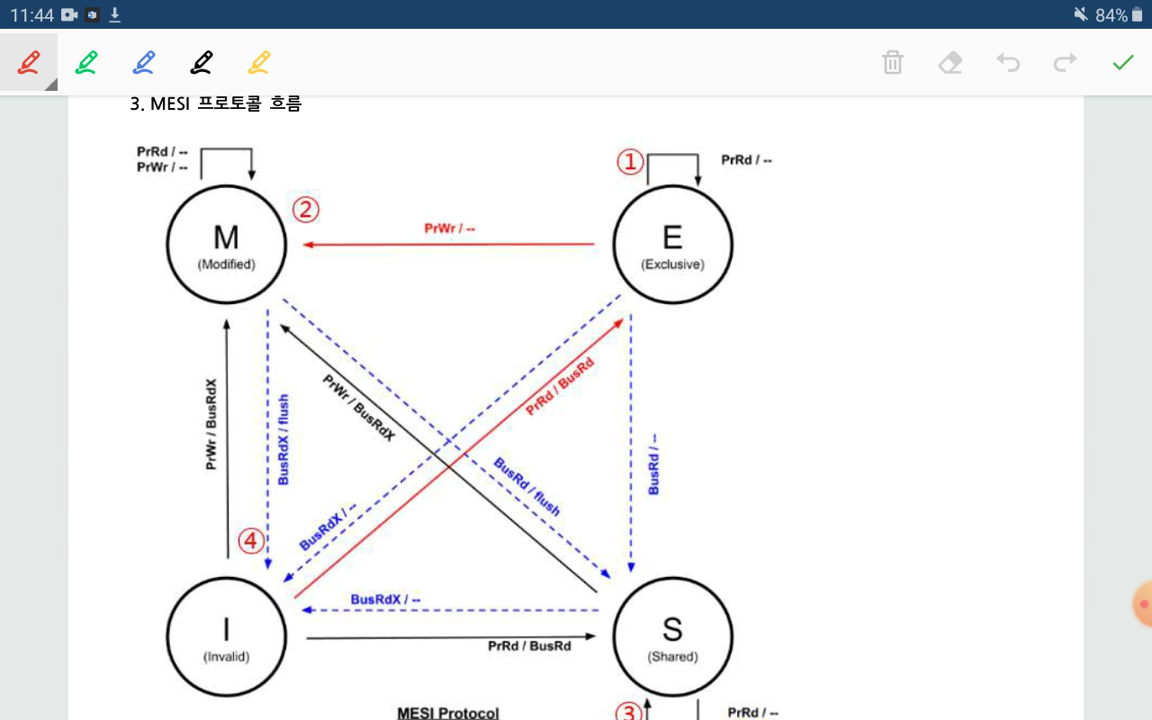 11:44
84%
3. MESI 프로토콜 흐름
PrRd / --
PrWr / --
①
PrRd / --
M
(Modified)
②
PrWr / --
E
(Exclusive)
PrWr / BusRdX
BusRdX / flush
PrWr / BusRdX
PrRd / BusRd
BusRd / --
BusRd / flush
BusRdX / --
④
BusRdX / --
I
(Invalid)
PrRd / BusRd
S
(Shared)
MESI Protocol
③
PrRd / --